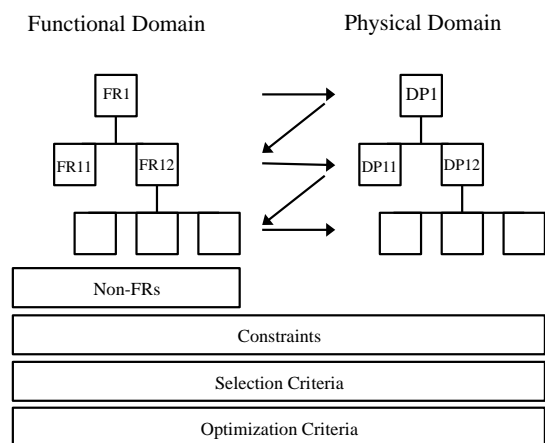 Functional Domain
Physical Domain
FR1
DP1
FR11
FR12
DP11
DP12
Non-FRs
Constraints
Selection Criteria
Optimization Criteria